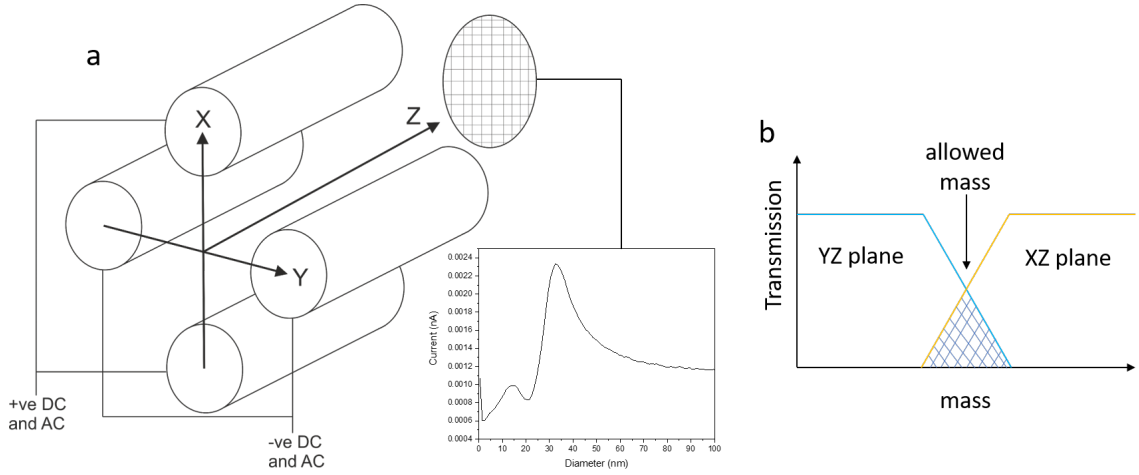 a
X
Z
Y
+ve DC
and AC
-ve DC
and AC
Current (nA)
0.0024
0.0022
0.0020
0.0018
0.0016
0.0014
0.0012
0.0010
0.0008
0.0006
0.0004
0 10 20 30 40 50 60 70 80 90 100
Diameter (nm)
b
allowed
mass
Transmission
YZ plane
XZ plane
mass